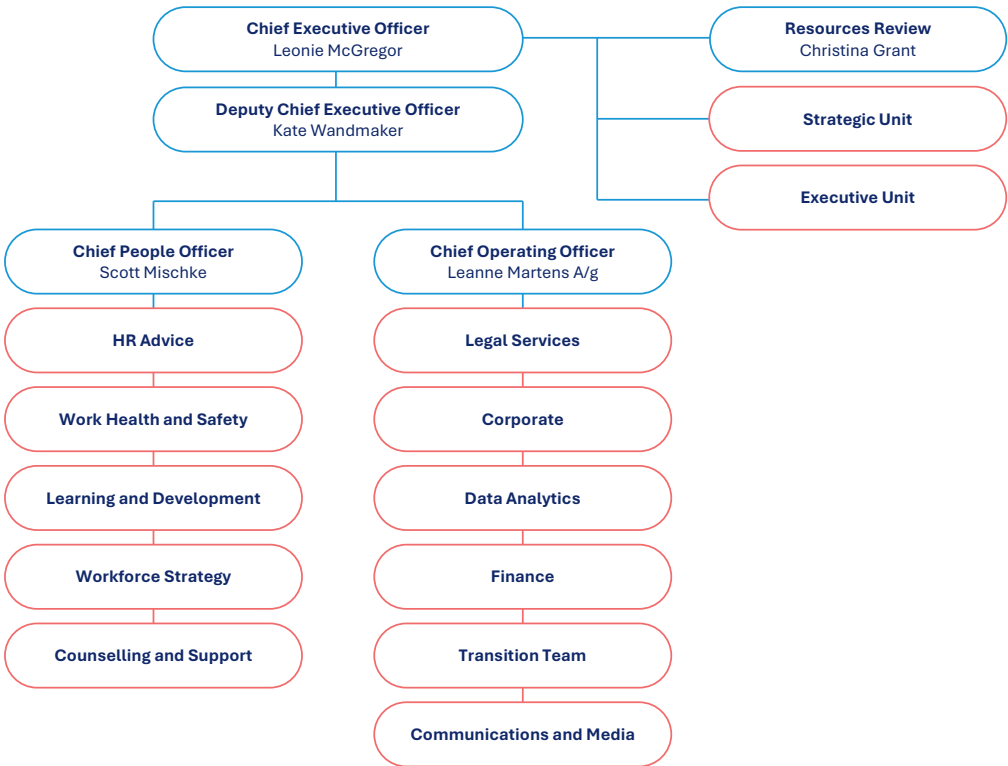 Chief Executive Officer
Leonie McGregor
Resources Review
Christina Grant
Deputy Chief Executive Officer
Kate Wandmaker
Strategic Unit
Executive Unit
Chief People Officer
Scott Mischke
Chief Operating Officer
Leanne Martens A/g
HR Advice
Work Health and Safety
Learning and Development
Workforce Strategy
Counselling and Support
Legal Services
Corporate
Data Analytics
Finance
Transition Team
Communications and Media